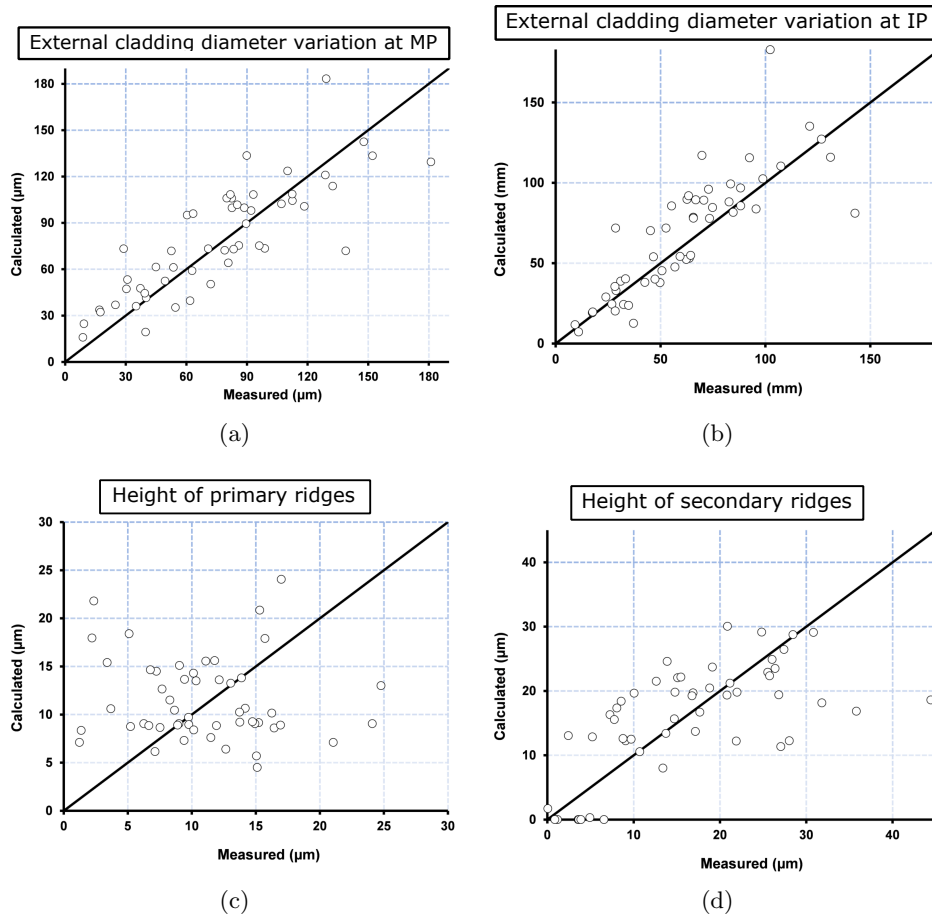 External cladding diameter variation at MP
180
150
120
90
60
30
0
Calculated (µm)
0 30 60 90 120 150 180
Measured (µm)
(a)
External cladding diameter variation at IP
150
100
50
0
Calculated (mm)
0 50 100 150
Measured (mm)
(b)
Height of primary ridges
30
25
20
15
10
5
0
Calculated (µm)
0 5 10 15 20 25 30
Measured (µm)
(c)
Height of secondary ridges
40
30
20
10
0
Calculated (µm)
0 10 20 30 40
Measured (µm)
(d)